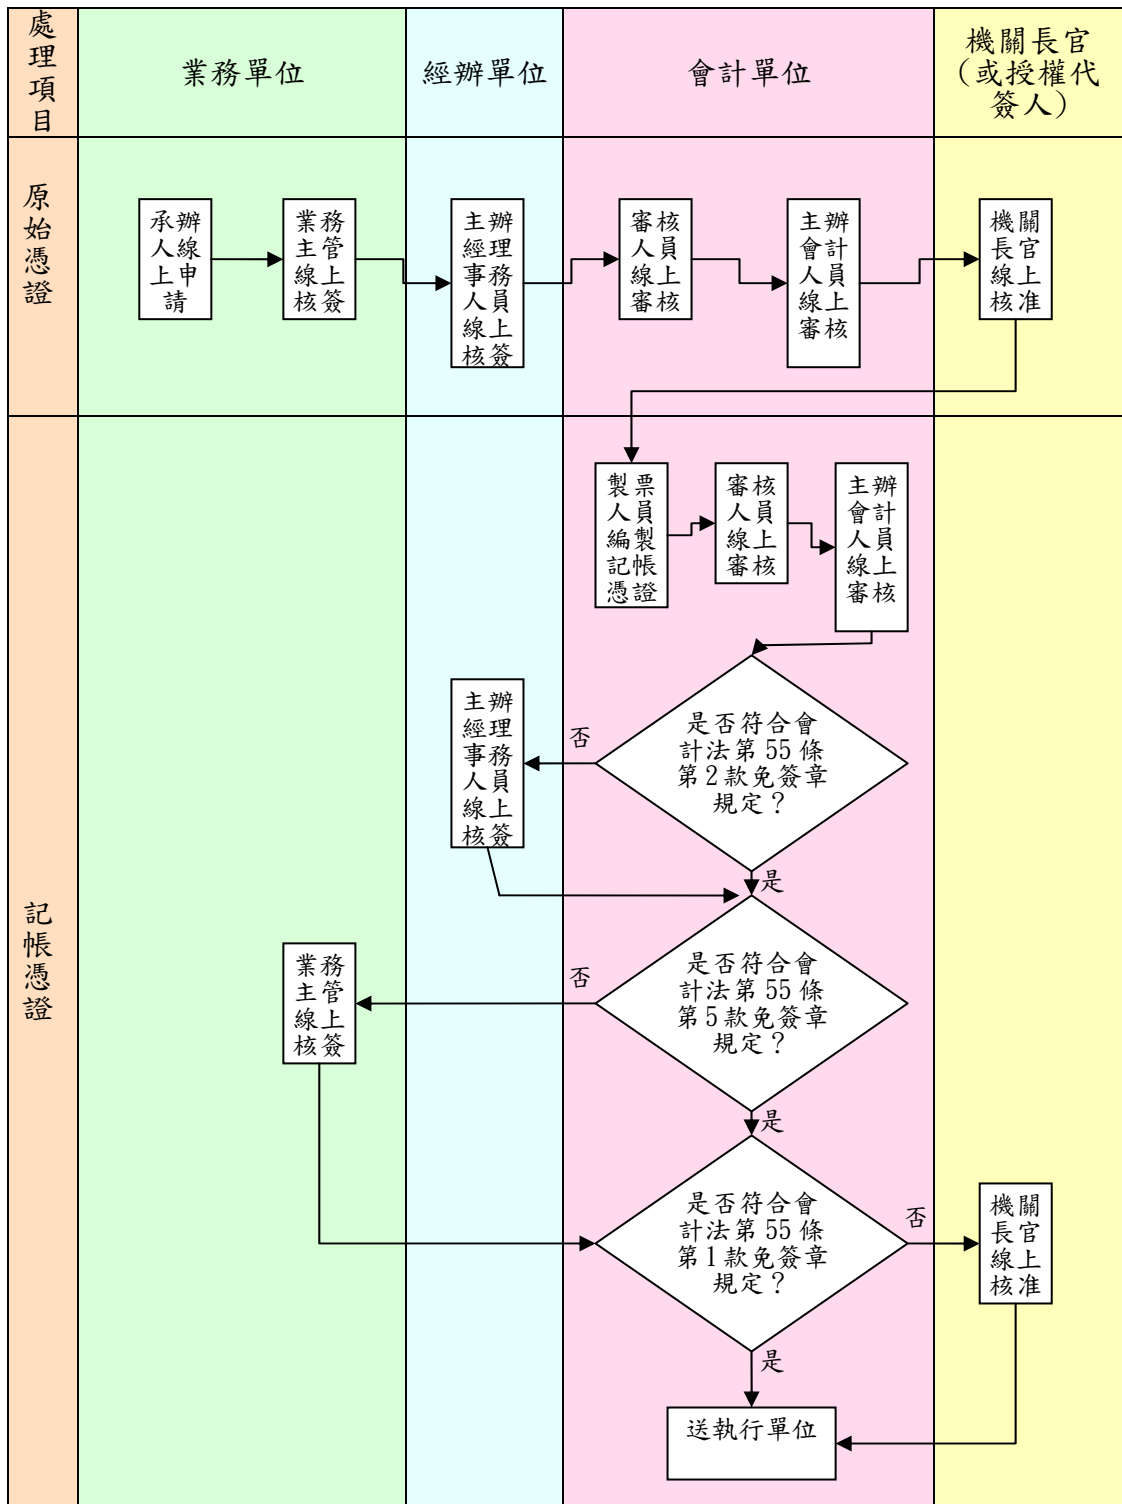 處
理
項
目
業務單位
經辦單位
會計單位
機關長官
(或授權代
簽人)
原
始
憑
證
承辦
人線
上申
請
業務
主管
線上
核簽
主辦
經理
事務
人員
線上
核簽
審核
人員
線上
審核
主辦
會計
人員
線上
審核
機關
長官
線上
核准
記
帳
憑
證
製票
人員
編製
記帳
憑證
審核
人員
線上
審核
主辦
會計
人員
線上
審核
主辦
經理
事務
人員
線上
核簽
否
是否符合會
計法第 55 條
第2款免簽章
規定?
是
業務
主管
線上
核簽
否
是否符合會
計法第 55 條
第5款免簽章
規定?
是
是否符合會
計法第 55 條
第1款免簽章
規定?
否
機關
長官
線上
核准
是
送執行單位